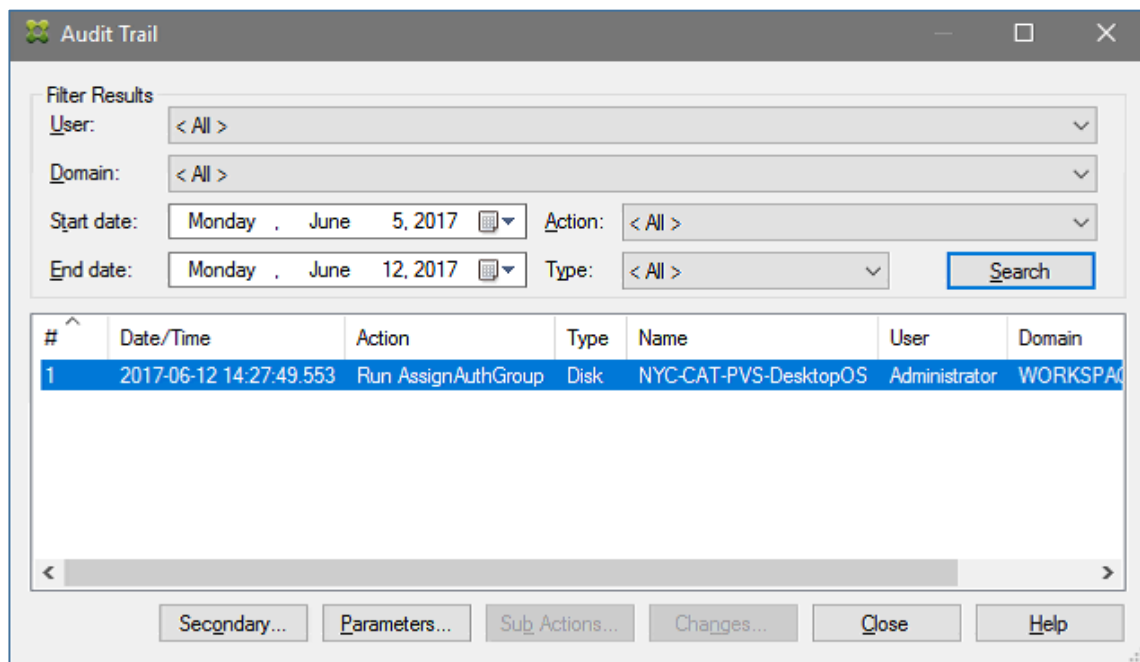 Audit Trail
Filter Results
User: < All >
Domain: < All >
Start date: Monday , June 5, 2017 Action: < All >
End date: Monday , June 12, 2017 Type: < All > Search
# Date/Time Action Type Name User Domain
1 2017-06-12 14:27:49.553 Run AssignAuthGroup Disk NYC-CAT-PVS-DesktopOS Administrator WORKSPAC
Secondary... Parameters... Sub Actions... Changes... Close Help